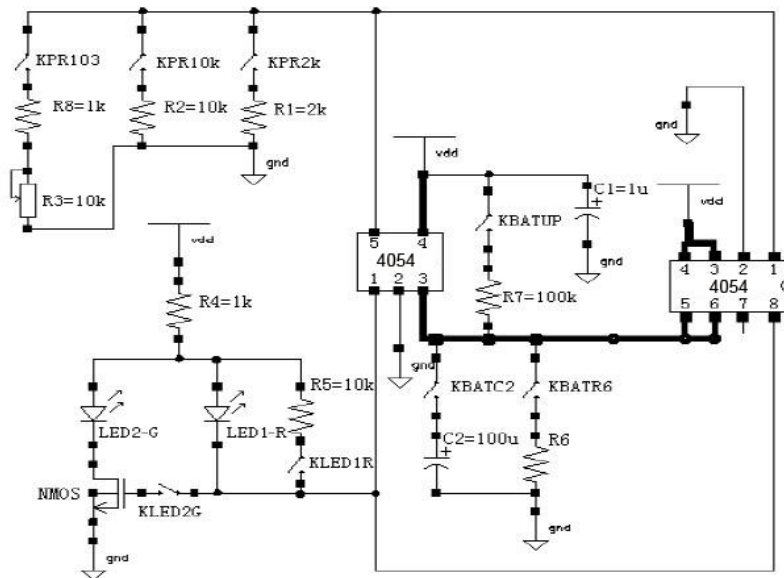 KPR103
KPR10k
KPR2k
R8=1k
R2=10k
R1=2k
gnd
R3=10k
vdd
vdd
C1=1u
gnd
vdd
KBATUP
5 4
4054
1 2 3
R7=100k
gnd
4 3 2 1
4054
5 6 7 8
R4=1k
gnd
R5=10k
KBATC2
KBATR6
LED2-G
LED1-R
C2=100u
R6
KLED1R
NMOS
KLED2G
gnd
gnd